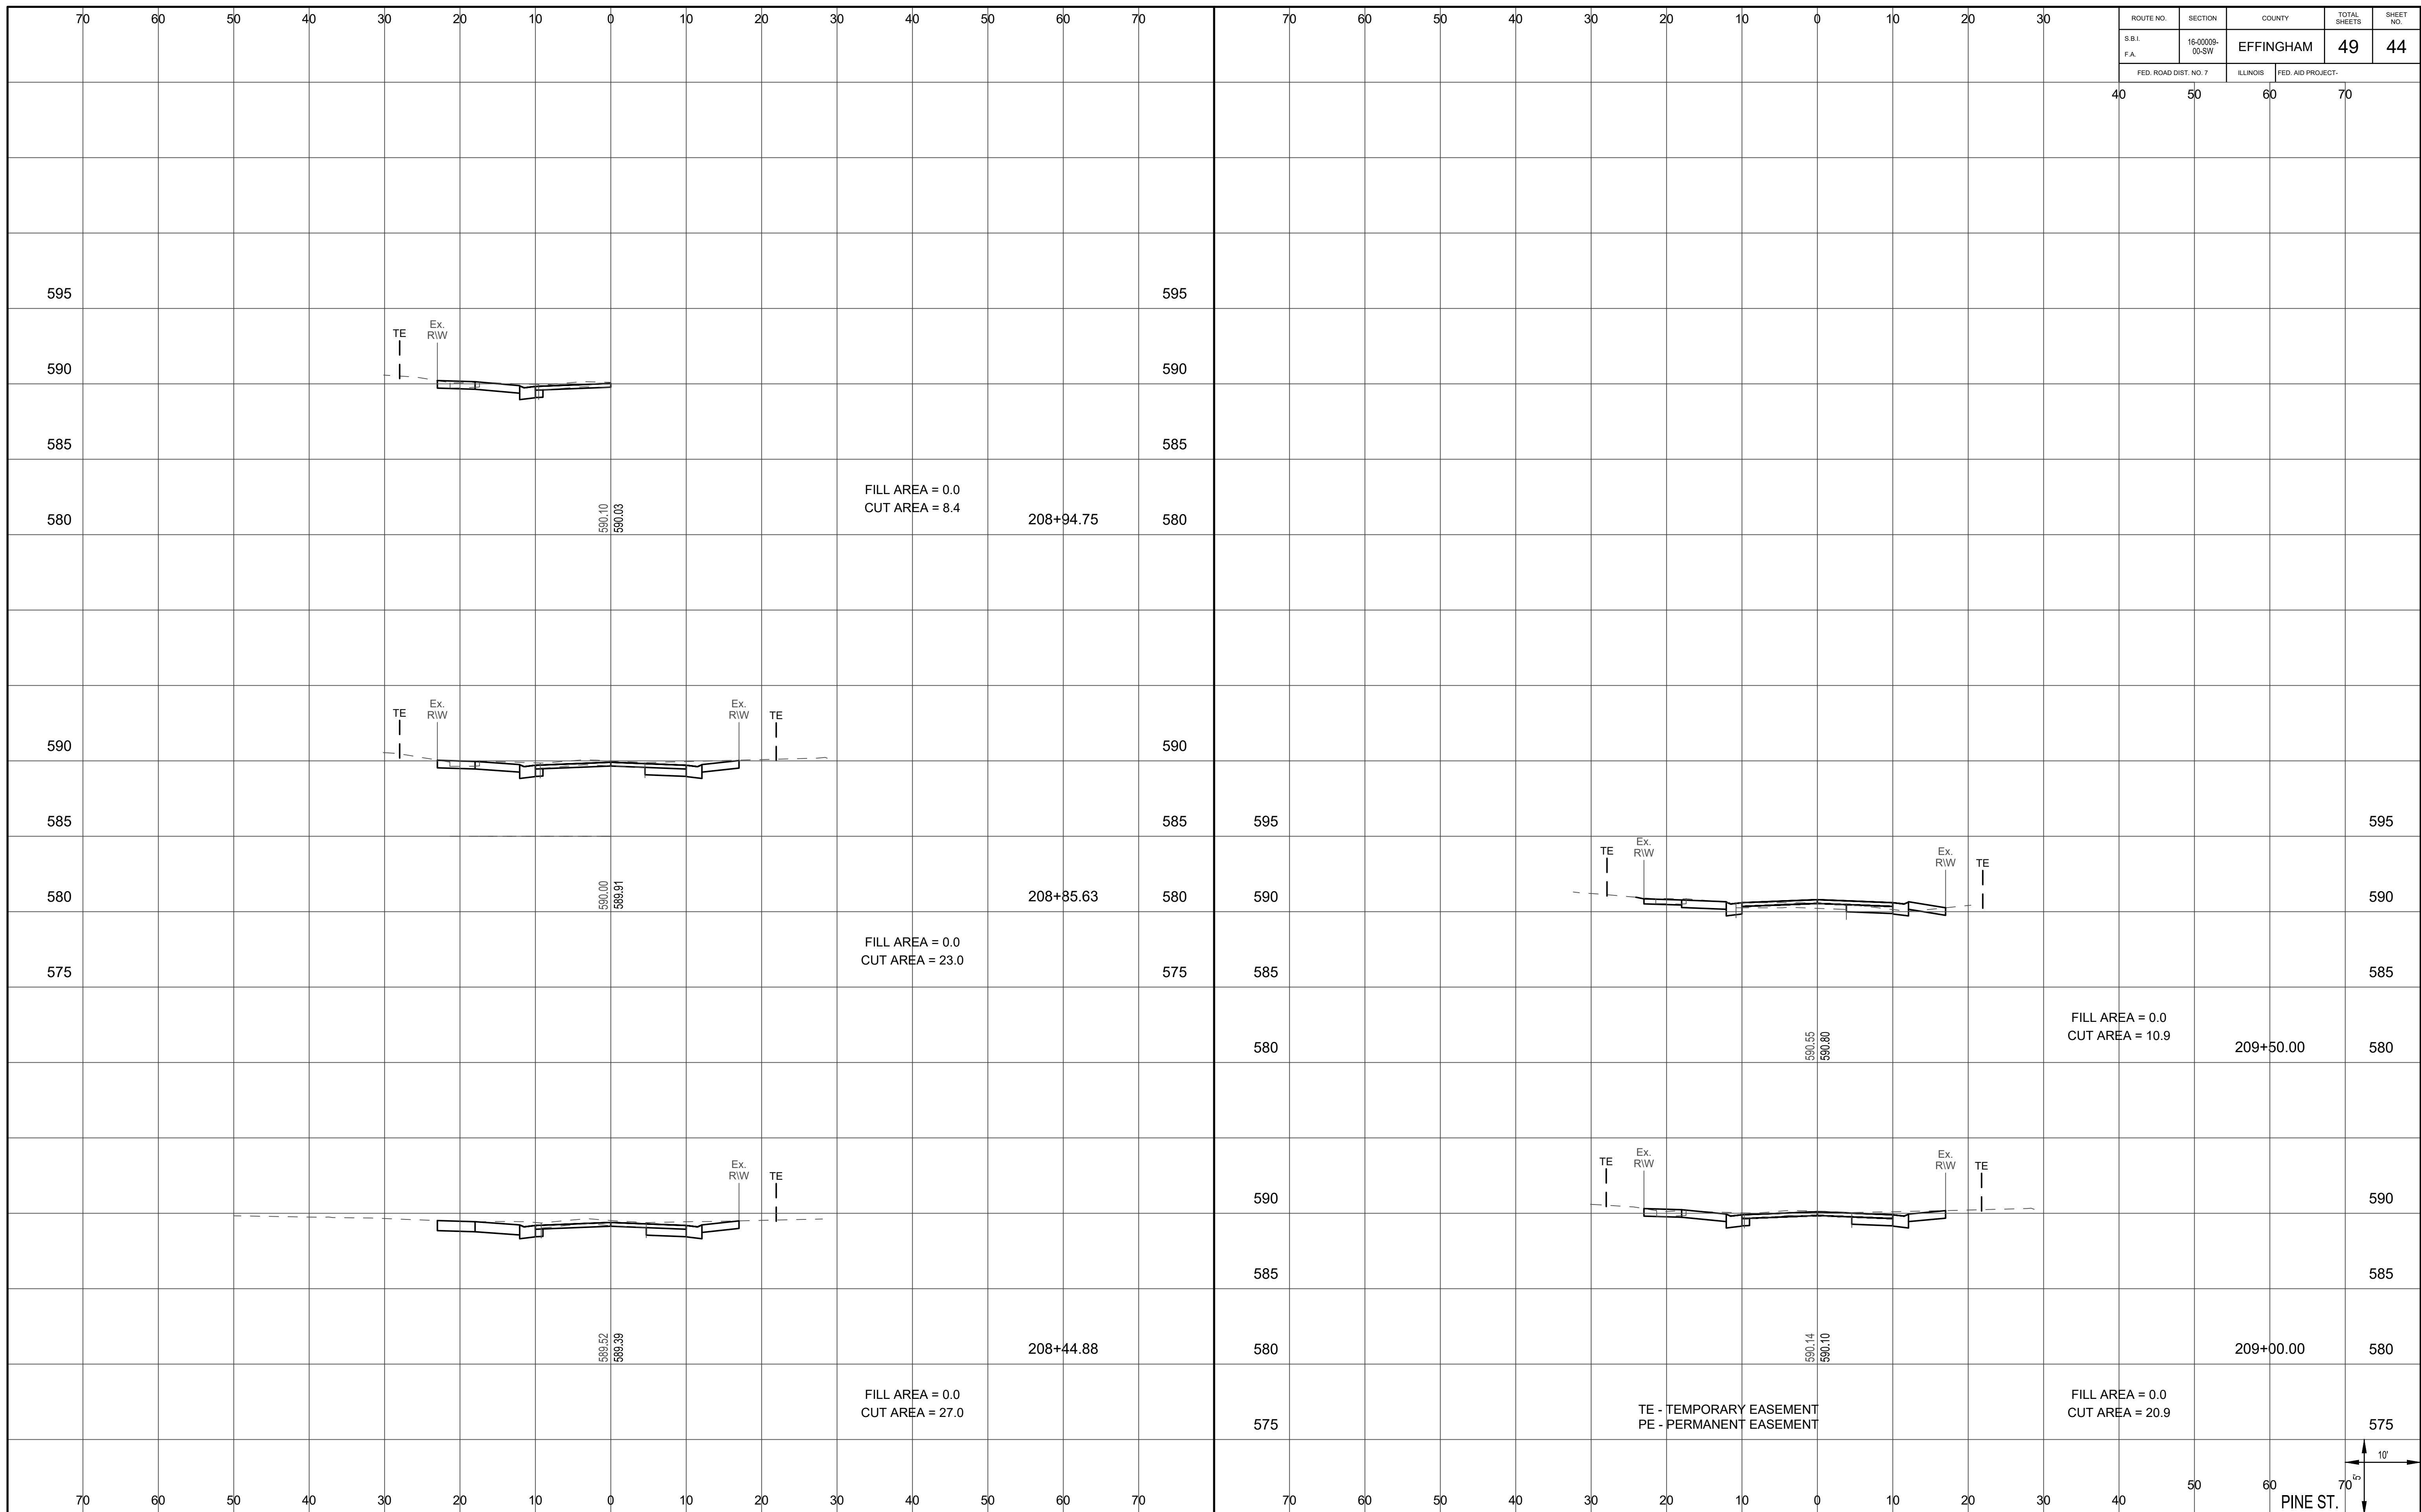 70 60 50 40 30 20 10 0 10 20 30 40 50 60 70
70 60 50 40 30 20 10 0 10 20 30
ROUTE NO. SECTION COUNTY TOTAL SHEETS SHEET NO.
S.B.I.
F.A.
16-00009-
00-SW
EFFINGHAM 49 44
FED. ROAD DIST. NO. 7 ILLINOIS FED. AID PROJECT-
40 50 60 70
595 595
TE
Ex.
R\W
590 590
585 585
FILL AREA = 0.0
CUT AREA = 8.4
590.10
590.03
580 208+94.75 580
TE
Ex.
R\W
Ex.
R\W
TE
590 590
585 585
590.00
589.91
580 208+85.63 580
FILL AREA = 0.0
CUT AREA = 23.0
575 575
Ex.
R\W
TE
589.52
589.39
208+44.88
FILL AREA = 0.0
CUT AREA = 27.0
595 595
TE
Ex.
R\W
Ex.
R\W
TE
590 590
585 585
FILL AREA = 0.0
CUT AREA = 10.9
590.55
590.80
580 209+50.00 580
TE
Ex.
R\W
Ex.
R\W
TE
590 590
585 585
590.14
590.10
580 209+00.00 580
FILL AREA = 0.0
CUT AREA = 20.9
TE - TEMPORARY EASEMENT
PE - PERMANENT EASEMENT
575 575
10'
5'
50 60 70
PINE ST.
70 60 50 40 30 20 10 0 10 20 30 40 50 60 70
70 60 50 40 30 20 10 0 10 20 30 40